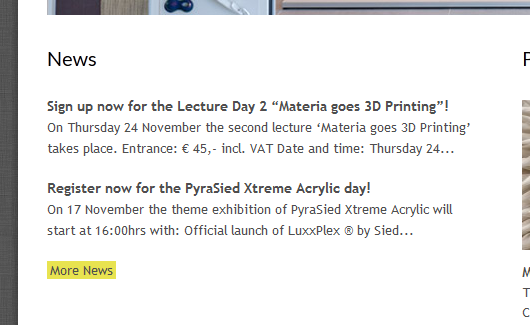 News
Sign up now for the Lecture Day 2 “Materia goes 3D Printing”!
On Thursday 24 November the second lecture ‘Materia goes 3D Printing’
takes place. Entrance: € 45,- incl. VAT Date and time: Thursday 24...
Register now for the PyraSied Xtreme Acrylic day!
On 17 November the theme exhibition of PyraSied Xtreme Acrylic will
start at 16:00hrs with: Official launch of LuxxPlex ® by Sied...
More News